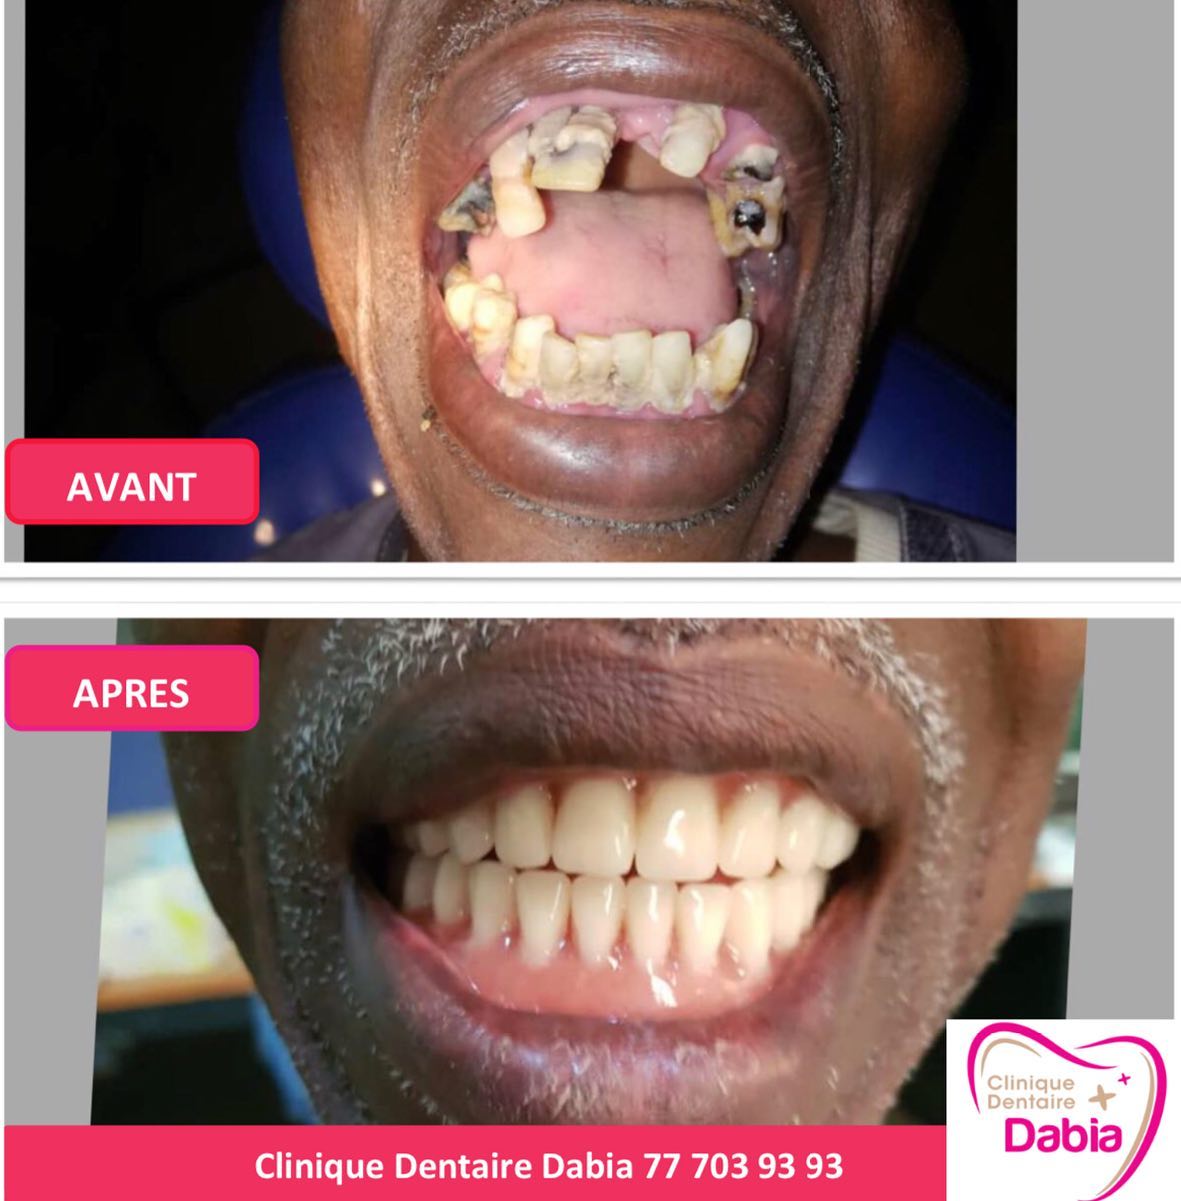 AVANT
APRES
Clinique
Dentaire
Dabia
Clinique Dentaire Dabia 77 703 93 93